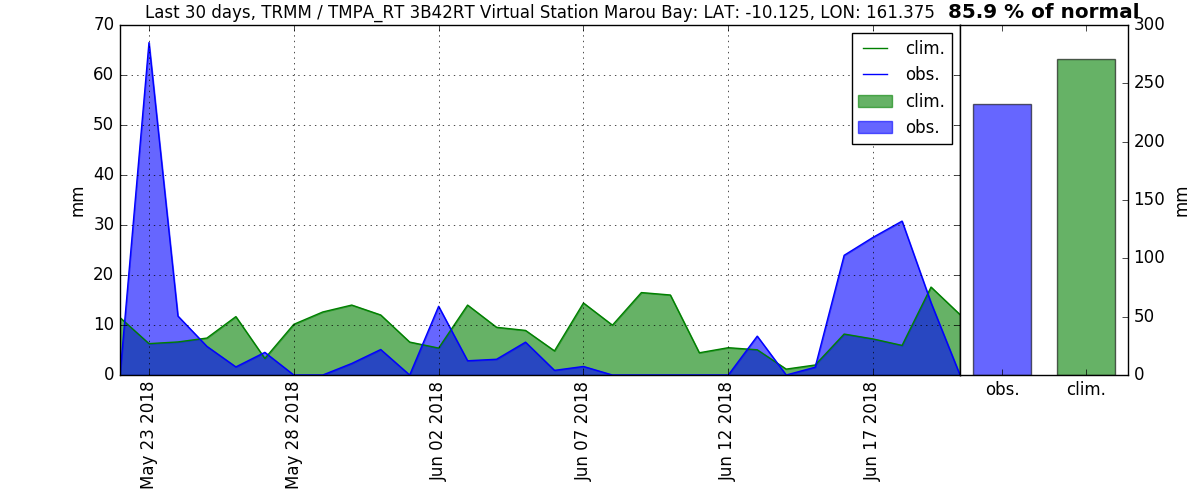 Last 30 days, TRMM / TMPA_RT 3B42RT Virtual Station Marou Bay: LAT: -10.125, LON: 161.375 85.9 % of normal
70
60
50
40
30
20
10
0
mm
clim.
obs.
clim.
obs.
May 23 2018
May 28 2018
Jun 02 2018
Jun 07 2018
Jun 12 2018
Jun 17 2018
300
250
200
150
100
50
0
mm
obs.
clim.